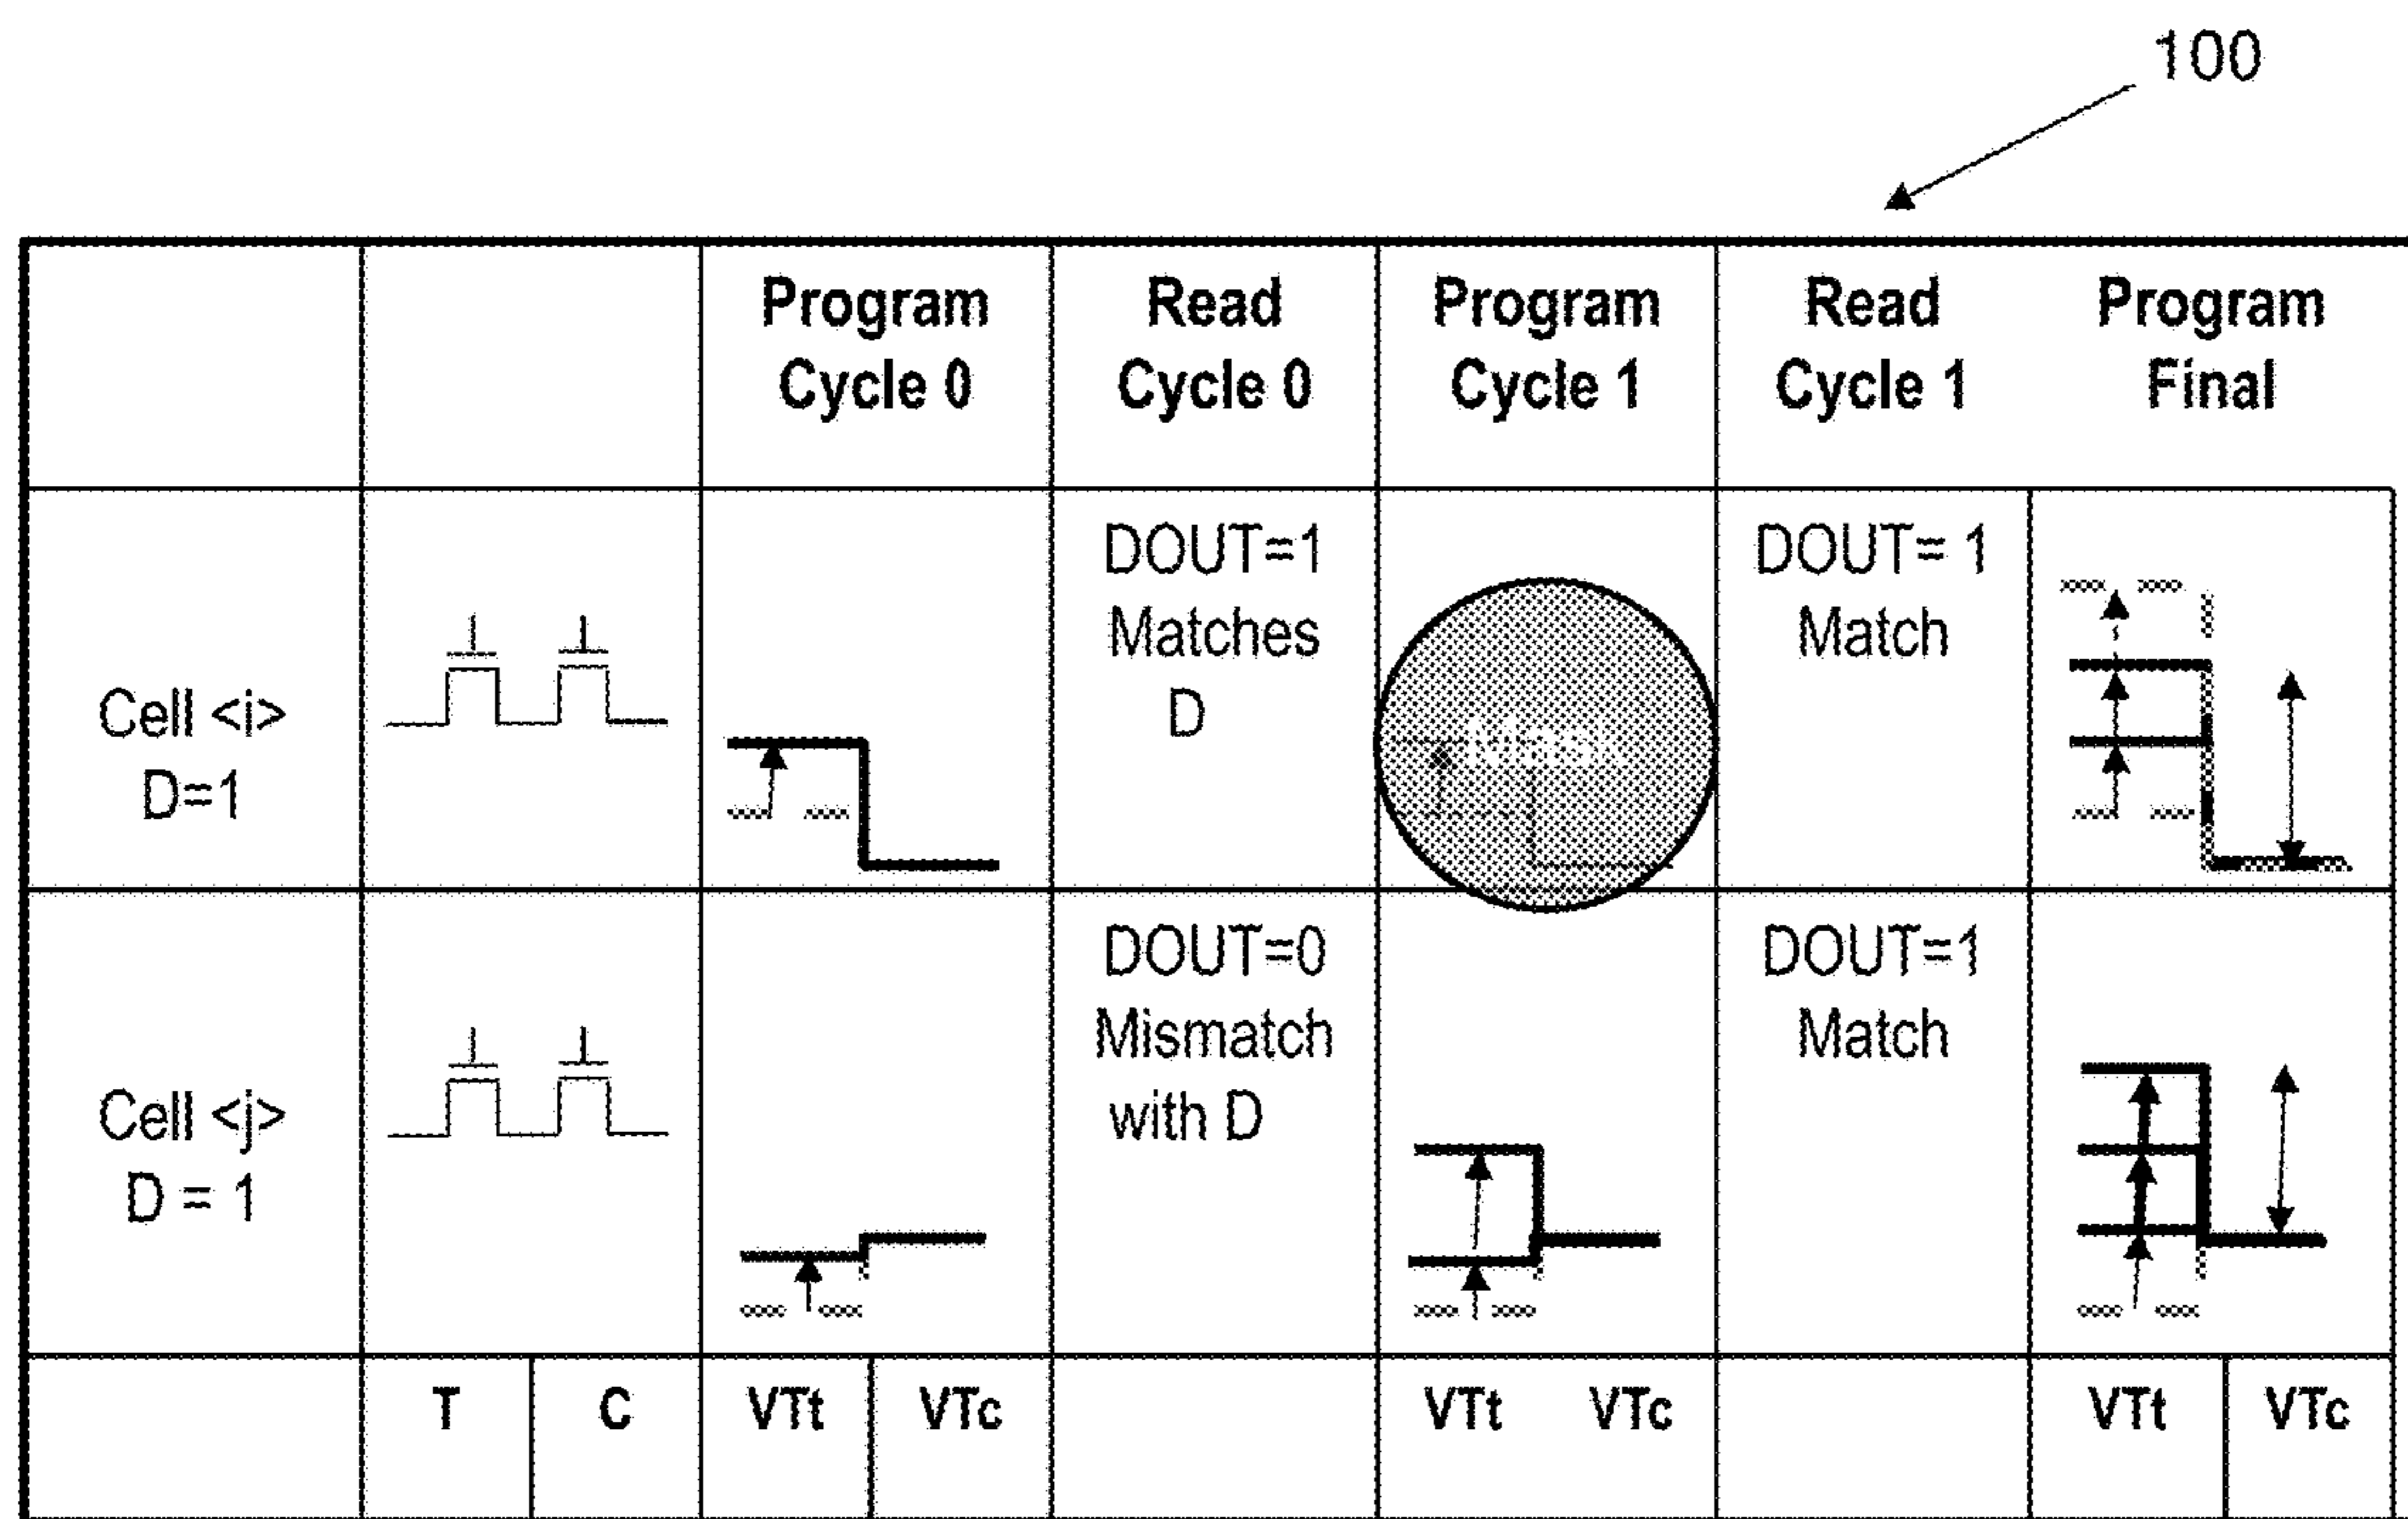 100
Program Cycle 0
Read Cycle 0
Program Cycle 1
Read Cycle 1
Program Final
Cell <i>
D=1
DOUT=1
Matches
D
Mask
DOUT= 1
Match
Cell <j>
D = 1
DOUT=0
Mismatch
with D
DOUT=1
Match
T
C
VTt
VTc
VTt
VTc
VTt
VTc